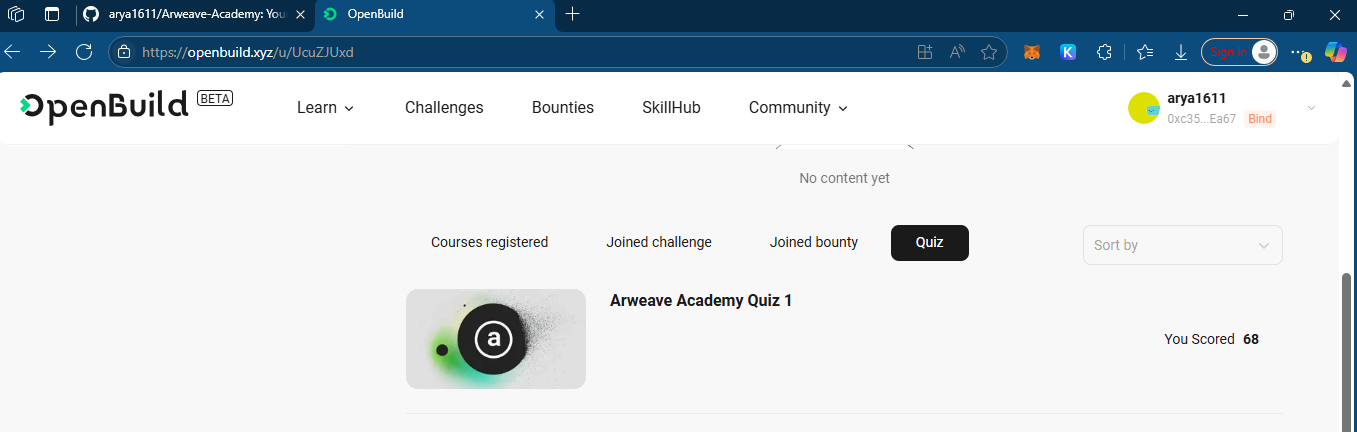 arya1611/Arweave-Academy: You
OpenBuild
https://openbuild.xyz/u/UcuZJUxd
Sign in
OpenBuild BETA
Learn
Challenges
Bounties
SkillHub
Community
arya1611
0xc35...Ea67 Bind
No content yet
Courses registered
Joined challenge
Joined bounty
Quiz
Sort by
Arweave Academy Quiz 1
a
You Scored 68